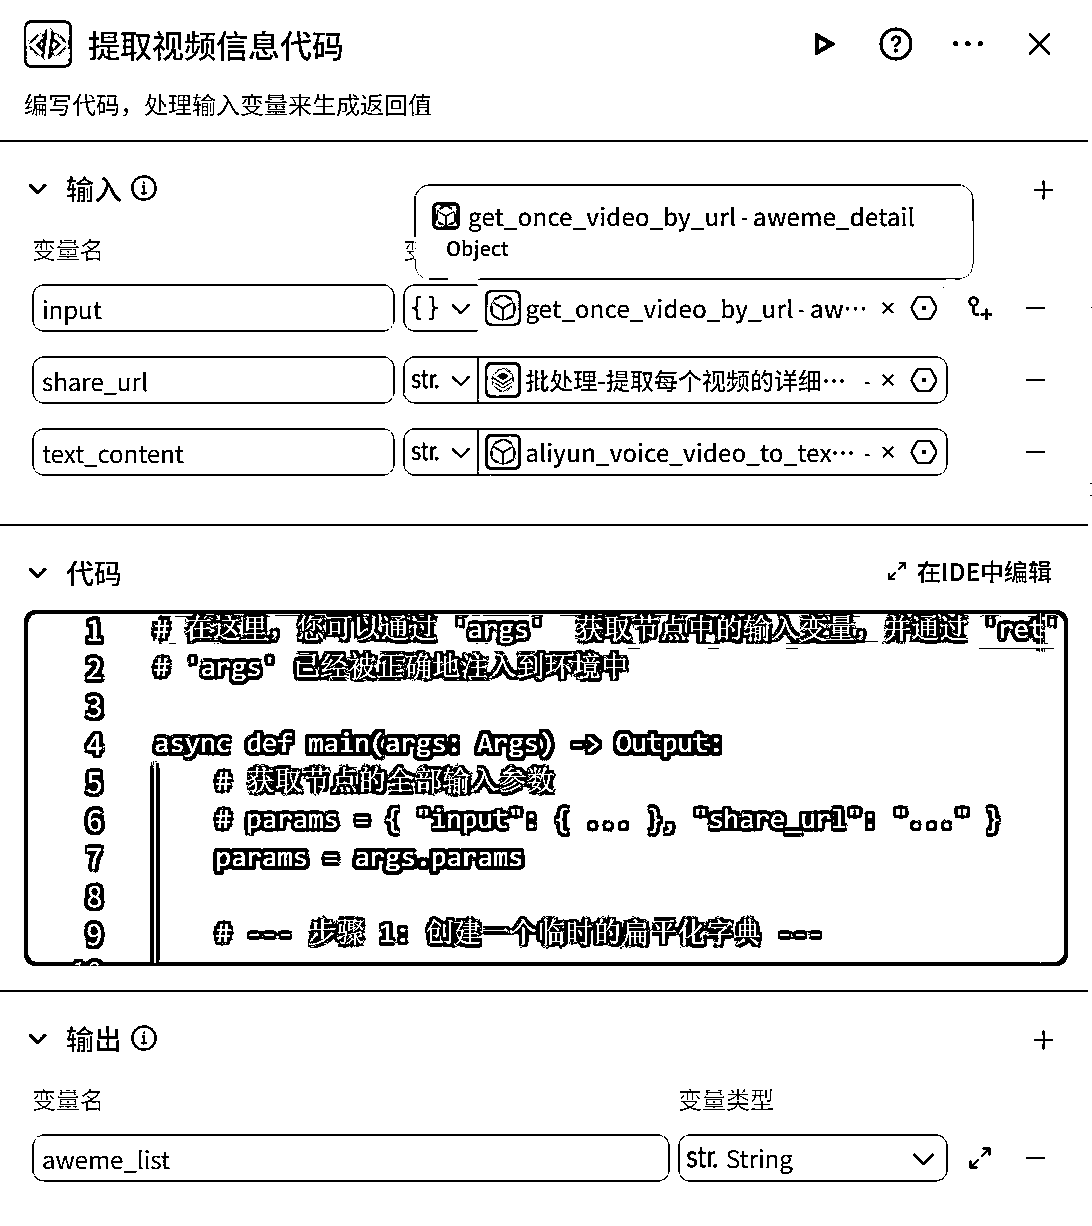 提取视频信息代码
编写代码，处理输入变量来生成返回值
输入
get_once_video_by_url - aweme_detail
Object
变量名
input
{ } get_once_video_by_url - aw···
share_url
str. 批处理-提取每个视频的详细··· -
text_content
str. aliyun_voice_video_to_tex··· -
代码
在IDE中编辑
1 # 在这里，您可以通过 'args'  获取节点中的输入变量，并通过 'ret'
2 # 'args' 已经被正确地注入到环境中
3
4 async def main(args: Args) -> Output:
5 # 获取节点的全部输入参数
6 # params = { "input": { ... }, "share_url": "..." }
7 params = args.params
8
9 # --- 步骤 1: 创建一个临时的扁平化字典 ---
输出
变量名 变量类型
aweme_list
str. String